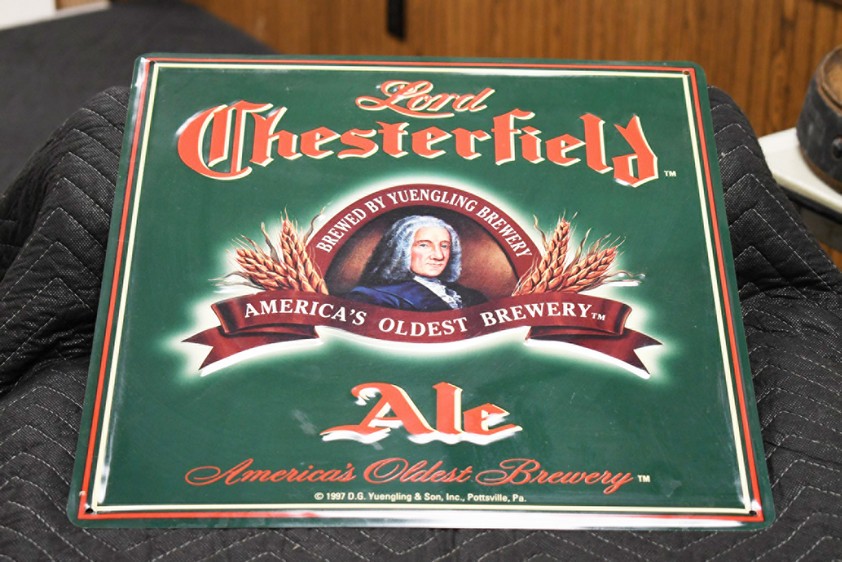 Lord
Chesterfield™
BREWED BY YUENGLING BREWERY
AMERICA'S OLDEST BREWERY™
Ale
America's Oldest Brewery™
© 1997 D.G. Yuengling & Son, Inc., Pottsville, Pa.